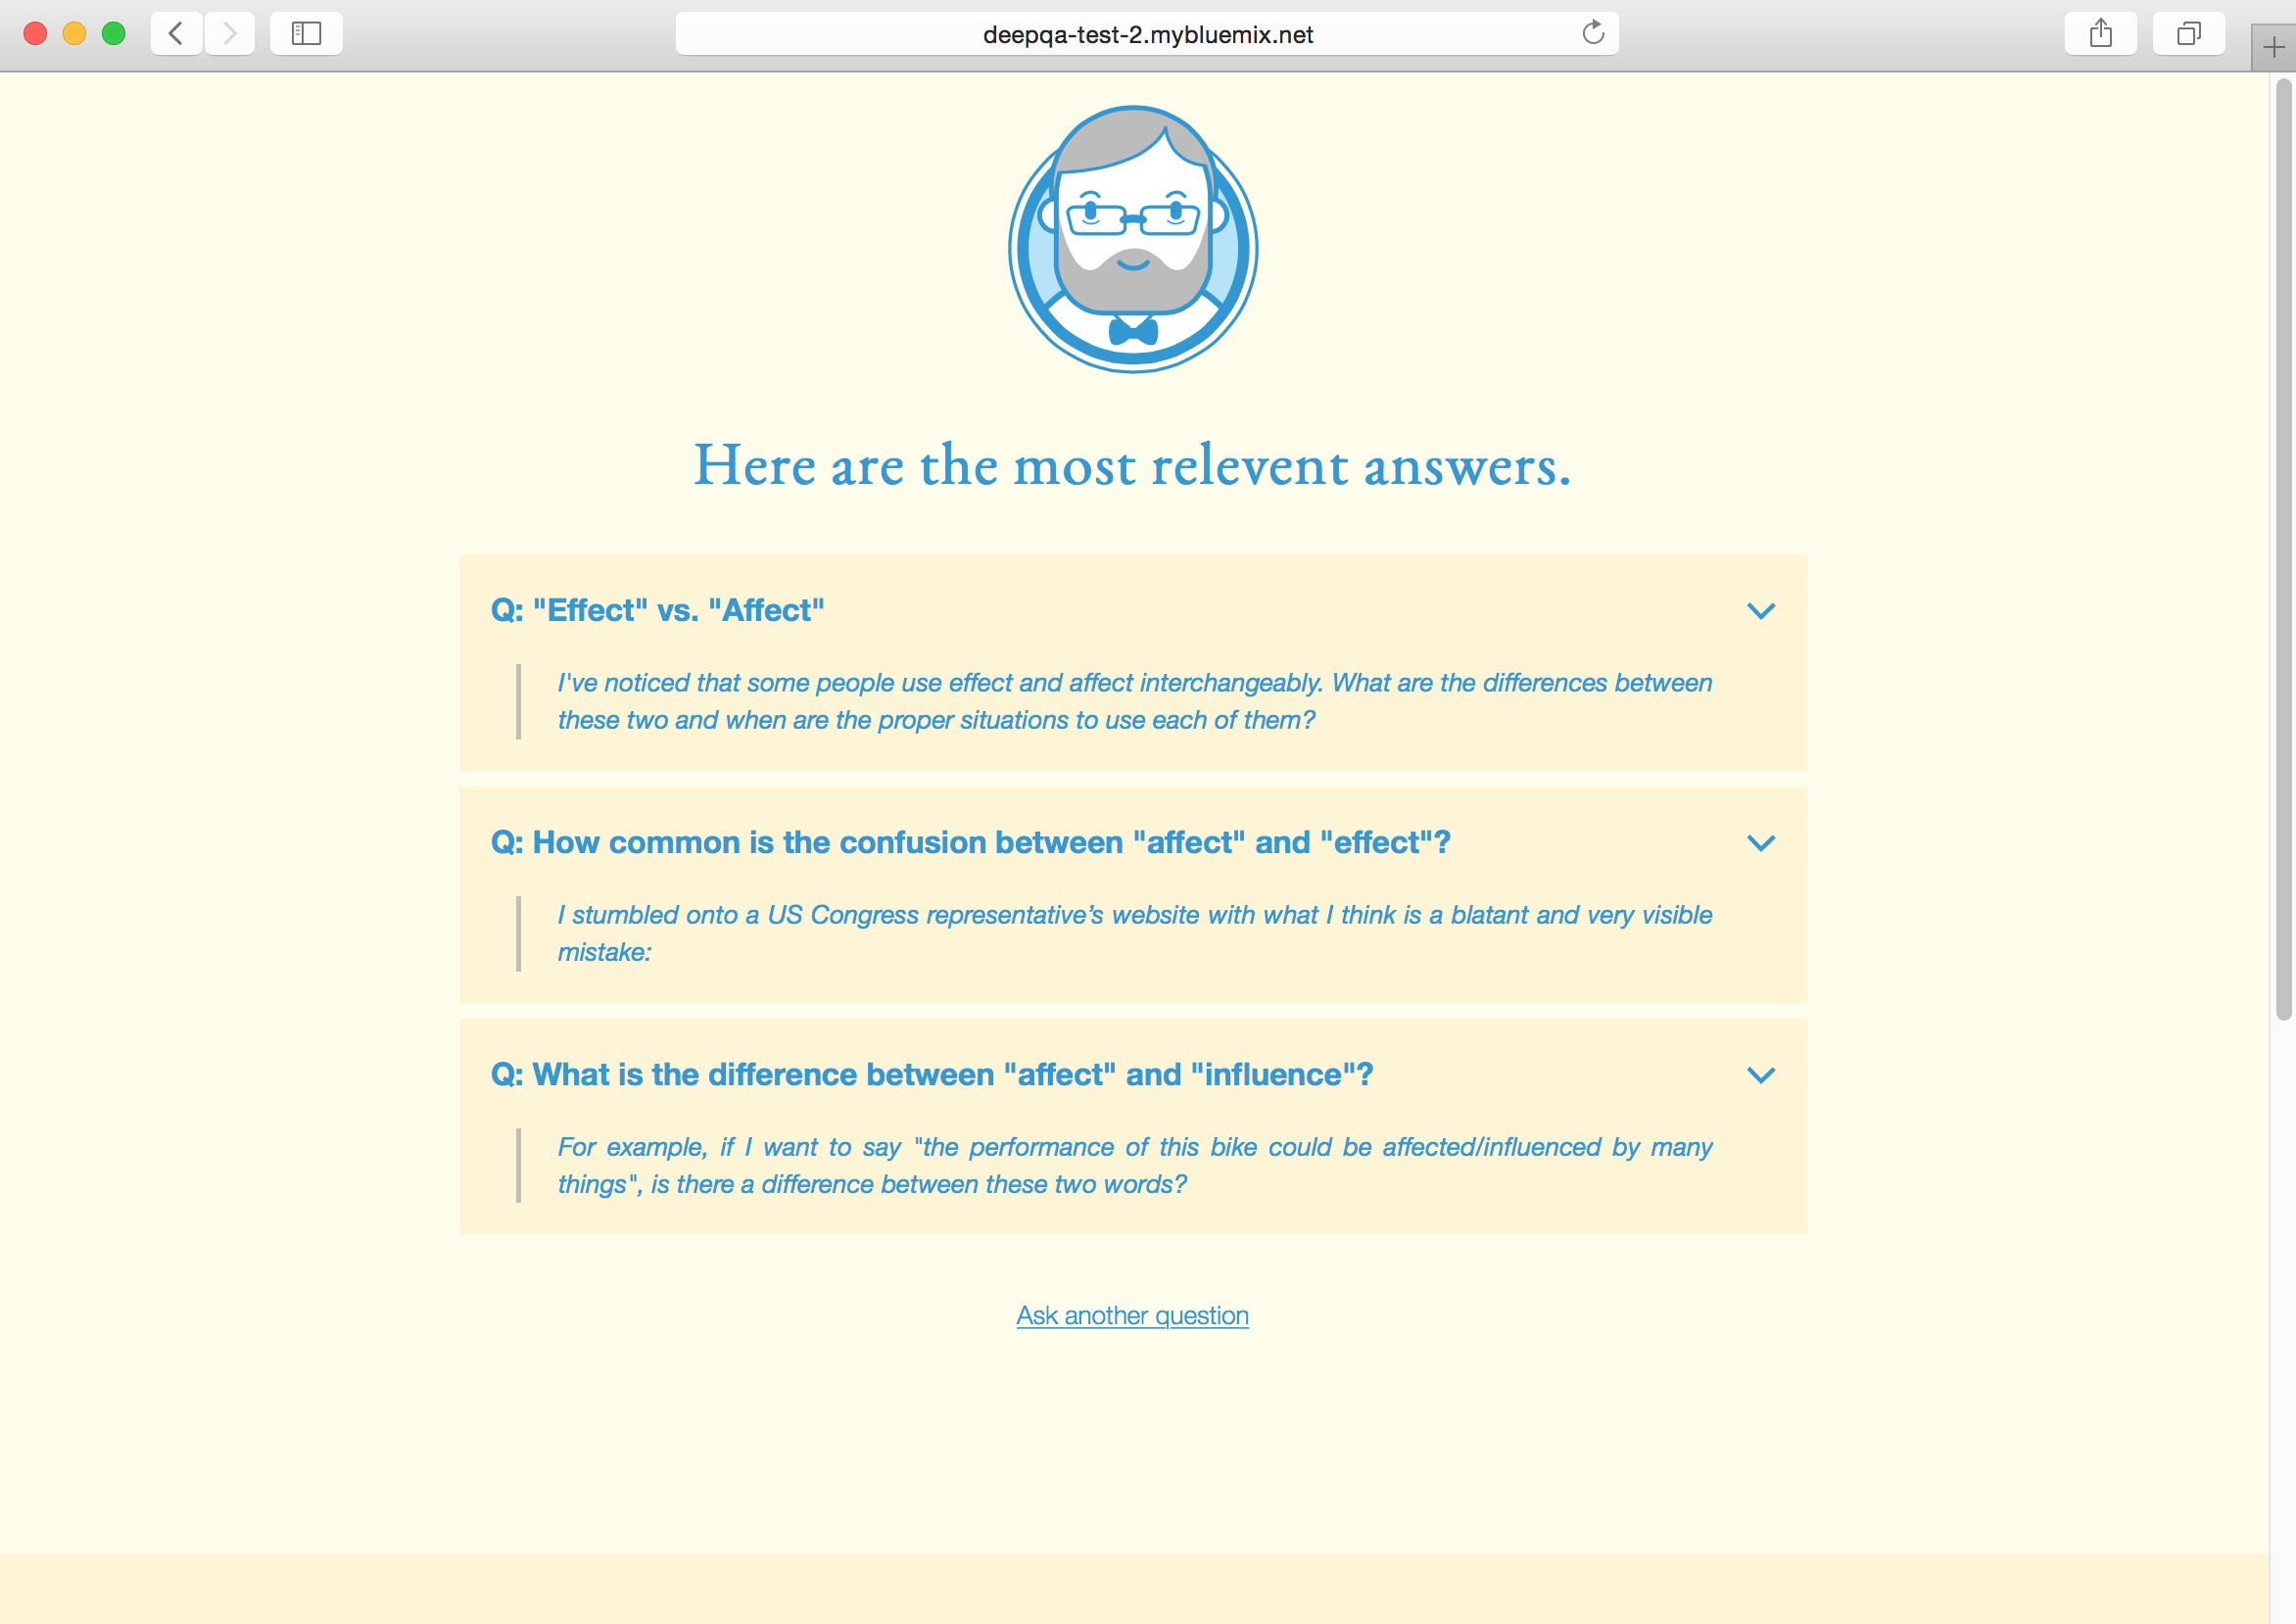 deepqa-test-2.mybluemix.net
Here are the most relevent answers.
Q: "Effect" vs. "Affect"
I've noticed that some people use effect and affect interchangeably. What are the differences between
these two and when are the proper situations to use each of them?
Q: How common is the confusion between "affect" and "effect"?
I stumbled onto a US Congress representative’s website with what I think is a blatant and very visible
mistake:
Q: What is the difference between "affect" and "influence"?
For example, if I want to say "the performance of this bike could be affected/influenced by many
things", is there a difference between these two words?
Ask another question